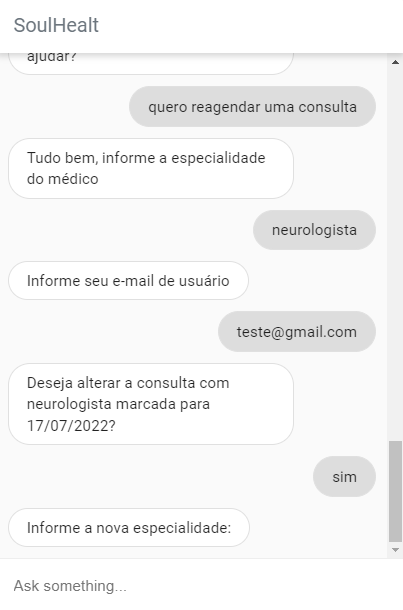 SoulHealt
ajudar?
quero reagendar uma consulta
Tudo bem, informe a especialidade
do médico
neurologista
Informe seu e-mail de usuário
teste@gmail.com
Deseja alterar a consulta com
neurologista marcada para
17/07/2022?
sim
Informe a nova especialidade:
Ask something...